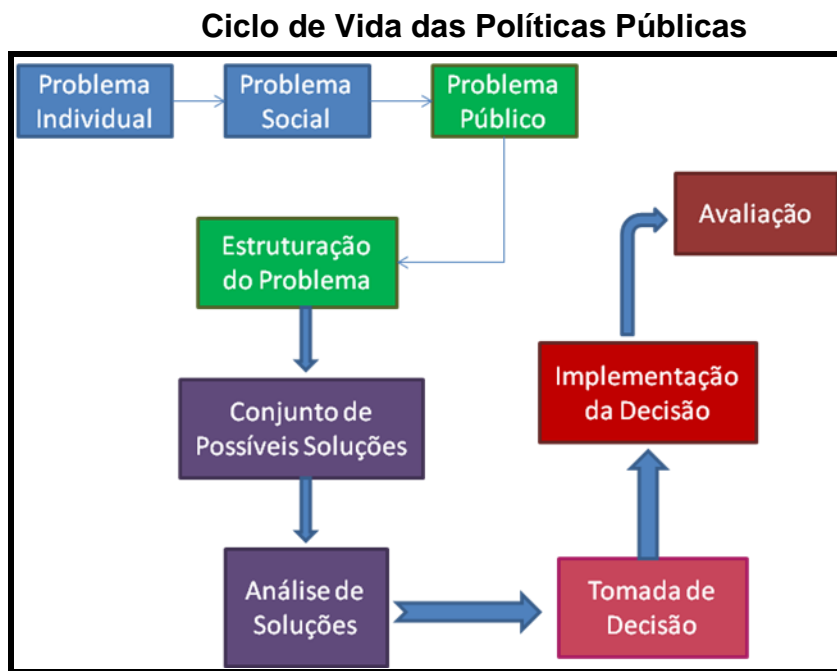 Ciclo de Vida das Políticas Públicas
Problema
Individual
Problema
Social
Problema
Público
Estruturação
do Problema
Conjunto de
Possíveis Soluções
Análise de
Soluções
Tomada de
Decisão
Implementação
da Decisão
Avaliação